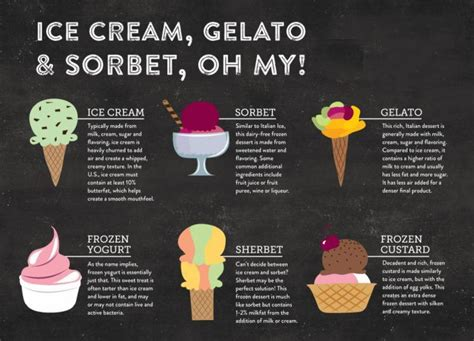 ICE CREAM, GELATO
& SORBET, OH MY!
ICE CREAM
Typically made from
milk, cream, sugar and
flavoring, ice cream is
heavily churned to add
air and create a whipped,
creamy texture. In the
U.S., ice cream must
contain at least 10%
butterfat, which helps
create a smooth mouthfeel.
SORBET
Similar to Italian Ice,
this dairy-free frozen
dessert is made from
sweetened water and
flavoring. Some
common additional
ingredients include
fruit juice or fruit
puree, wine or liqueur.
GELATO
This rich, Italian dessert is
generally made with milk,
sugar, cream and flavoring.
Compared to ice cream, it
contains a higher ratio of milk
to cream and usually
has less fat and more sugar.
It has less air added for a
denser final product.
FROZEN
YOGURT
As the name implies,
frozen yogurt is essentially
just that. This sweet treat is
often tarter than ice cream
and lower in fat, and may
or may not contain live and
active bacteria.
SHERBET
Can't decide between
ice cream and sorbet?
Sherbet may be the
perfect solution! This
frozen dessert is much
like sorbet but contains
1-2% milkfat from the
addition of milk or cream.
FROZEN
CUSTARD
Decadent and rich, frozen
custard is made similarly
to ice cream, but with the
addition of egg yolks. This
creates an extra dense
frozen dessert with a
silken texture.